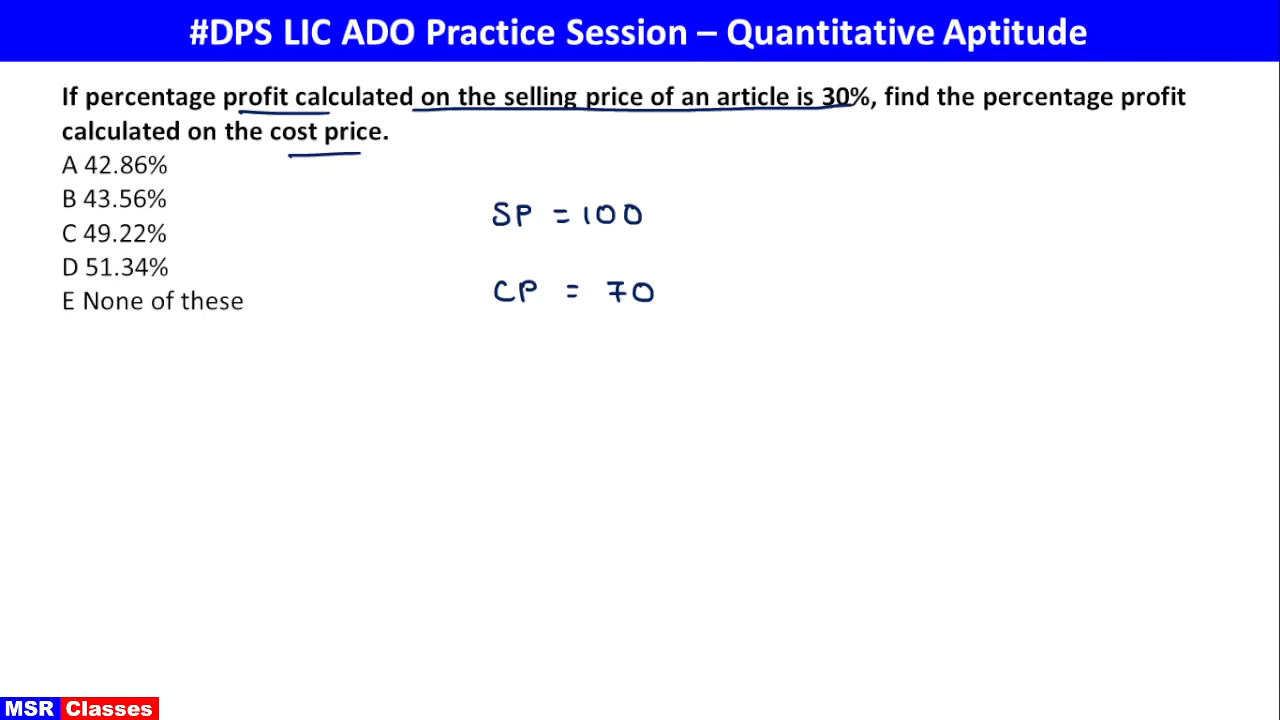 #DPS LIC ADO Practice Session – Quantitative Aptitude
If percentage profit calculated on the selling price of an article is 30%, find the percentage profit
calculated on the cost price.
A 42.86%
B 43.56%
C 49.22%
D 51.34%
E None of these
SP = 100
CP = 70
MSR Classes